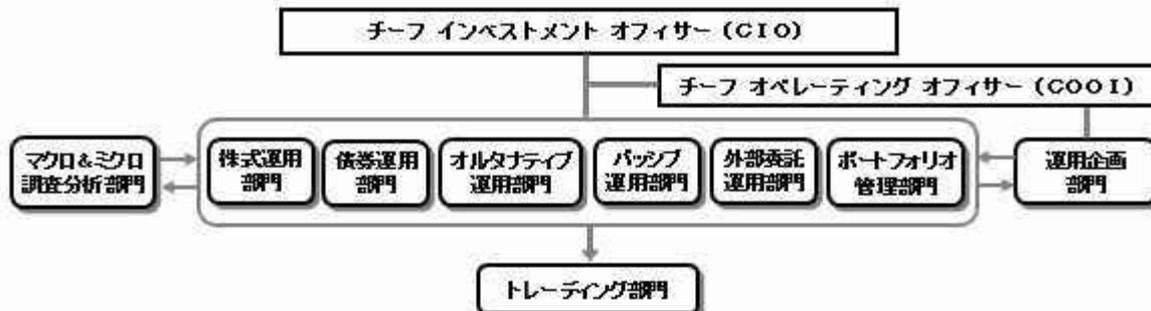 チーフ インベストメント オフィサー (CIO)
チーフ オペレーティング オフィサー (COOI)
マクロ&ミクロ
調査分析部門
株式運用
部門
債券運用
部門
オルタナティブ
運用部門
パッシブ
運用部門
外部委託
運用部門
ポートフォリオ
管理部門
運用企画
部門
トレーディング部門